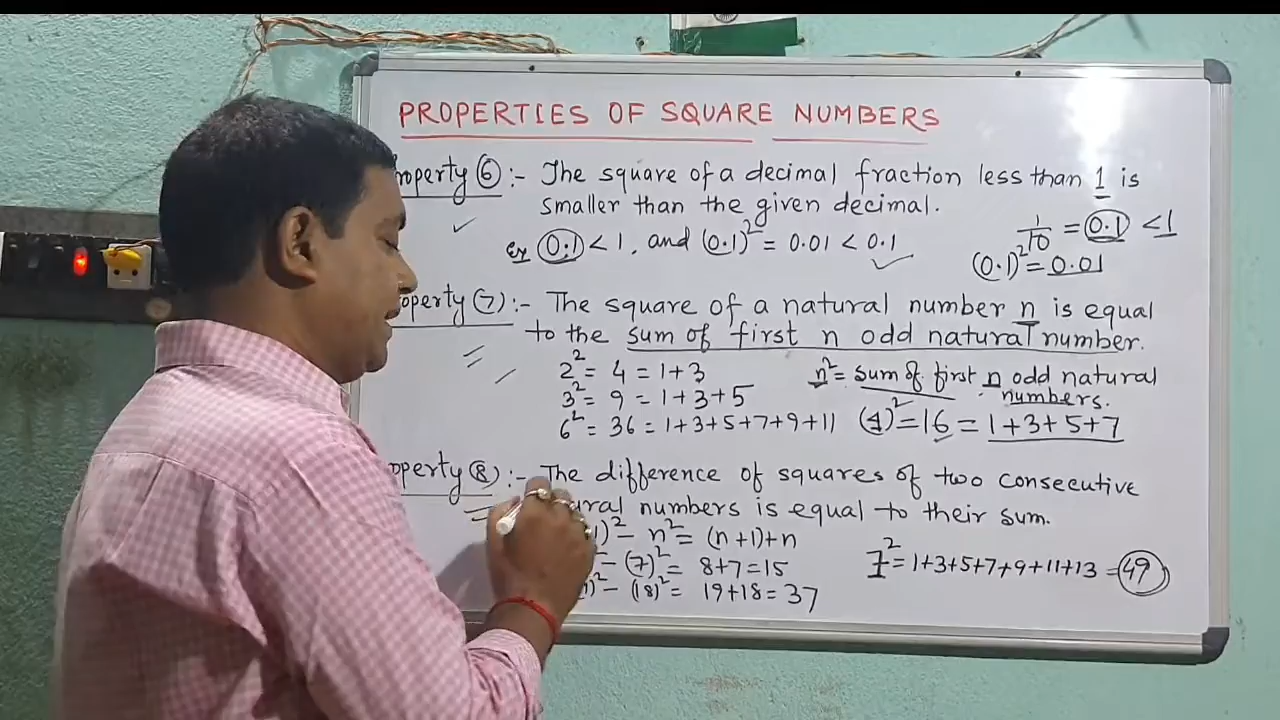 PROPERTIES OF SQUARE NUMBERS
roperty ⑥ :- The square of a decimal fraction less than 1 is
smaller than the given decimal.
Ex 0.1 < 1, and (0.1)² = 0.01 < 0.1
1/10 = 0.1 < 1
(0.1)² = 0.01
operty ⑦ :- The square of a natural number n is equal
to the sum of first n odd natural number.
2² = 4 = 1+3
3² = 9 = 1+3+5
6² = 36 = 1+3+5+7+9+11
n² = sum of first n odd natural
numbers.
(4)² = 16 = 1+3+5+7
operty ⑧ :- The difference of squares of two consecutive
ural numbers is equal to their sum.
1)² - n² = (n+1)+n
- (7)² = 8+7 = 15
)² - (18)² = 19+18 = 37
7² = 1+3+5+7+9+11+13 = 49